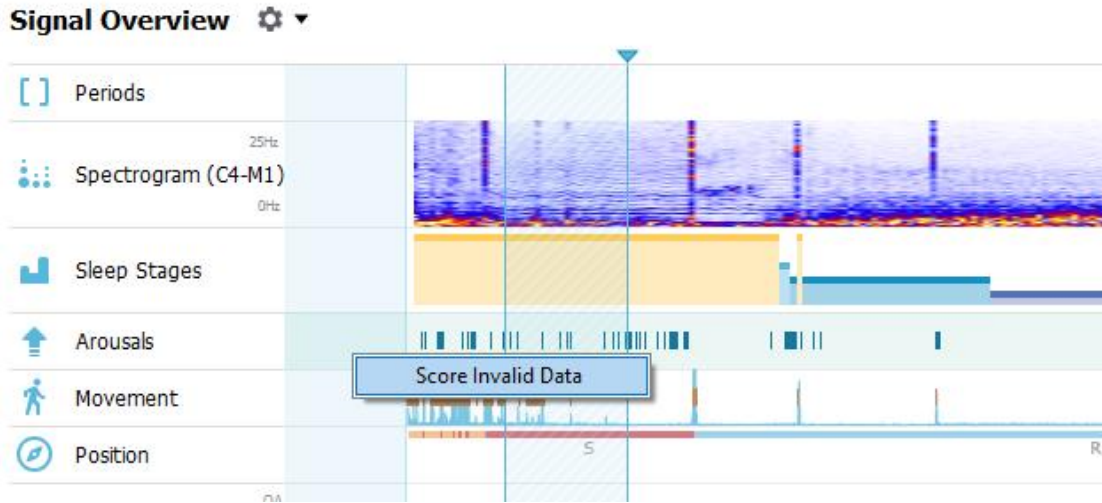 Signal Overview
Periods
25Hz
Spectrogram (C4-M1)
0Hz
Sleep Stages
Arousals
Score Invalid Data
Movement
Position
S
R